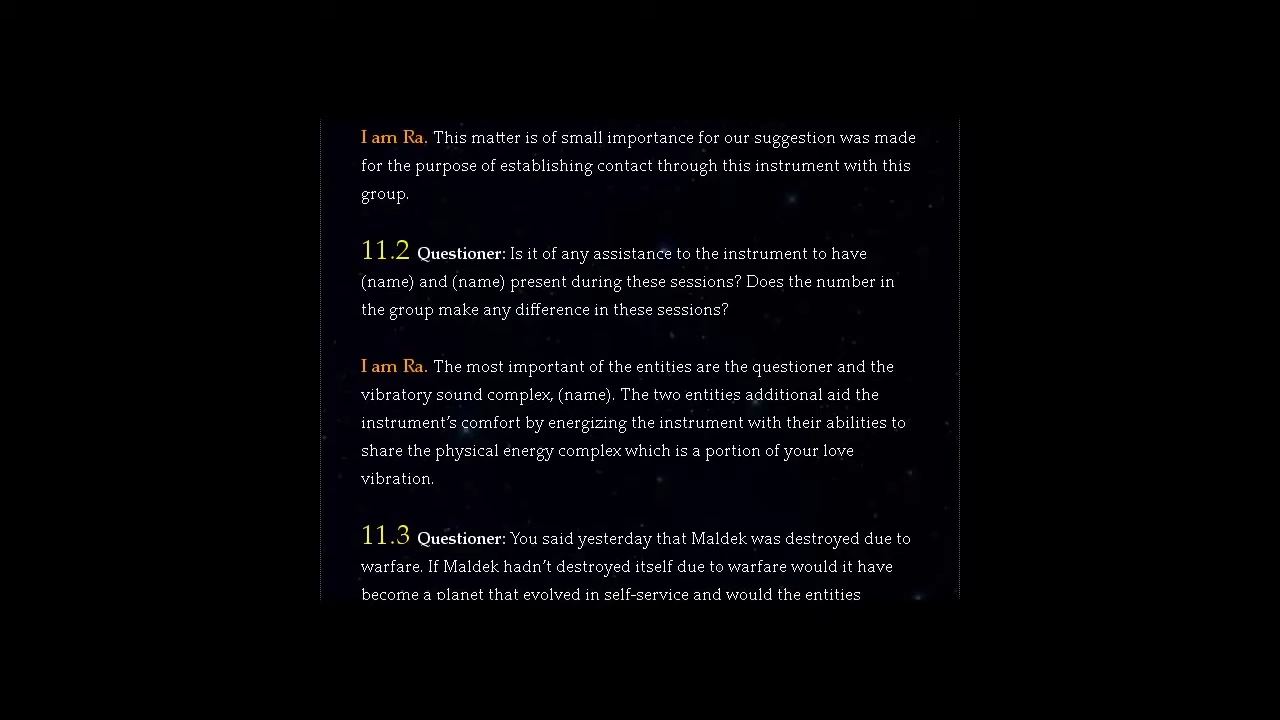 I am Ra. This matter is of small importance for our suggestion was made
for the purpose of establishing contact through this instrument with this
group.
11.2 Questioner: Is it of any assistance to the instrument to have
(name) and (name) present during these sessions? Does the number in
the group make any difference in these sessions?
I am Ra. The most important of the entities are the questioner and the
vibratory sound complex, (name). The two entities additional aid the
instrument's comfort by energizing the instrument with their abilities to
share the physical energy complex which is a portion of your love
vibration.
11.3 Questioner: You said yesterday that Maldek was destroyed due to
warfare. If Maldek hadn't destroyed itself due to warfare would it have
become a planet that evolved in self-service and would the entities